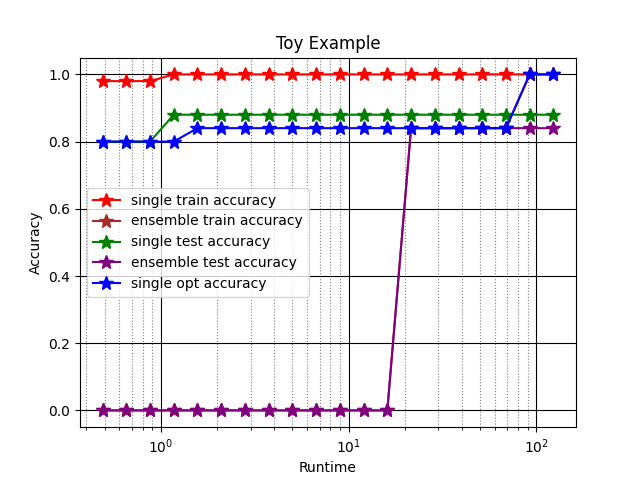 Toy Example
1.0
0.8
0.6
0.4
0.2
0.0
Accuracy
single train accuracy
ensemble train accuracy
single test accuracy
ensemble test accuracy
single opt accuracy
10⁰ 10¹ 10²
Runtime